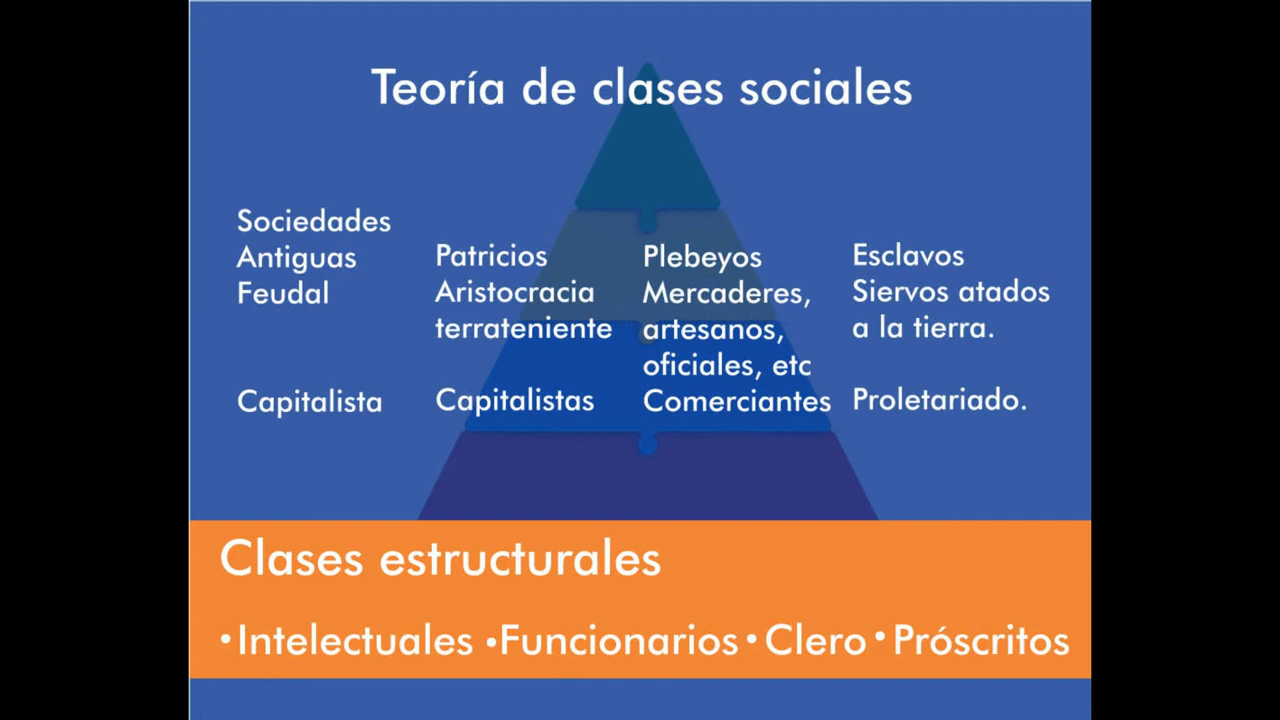 Teoría de clases sociales
Sociedades
Antiguas
Feudal
Capitalista
Patricios
Aristocracia
terrateniente
Capitalistas
Plebeyos
Mercaderes,
artesanos,
oficiales, etc
Comerciantes
Esclavos
Siervos atados
a la tierra.
Proletariado.
Clases estructurales
•Intelectuales •Funcionarios •Clero •Próscritos